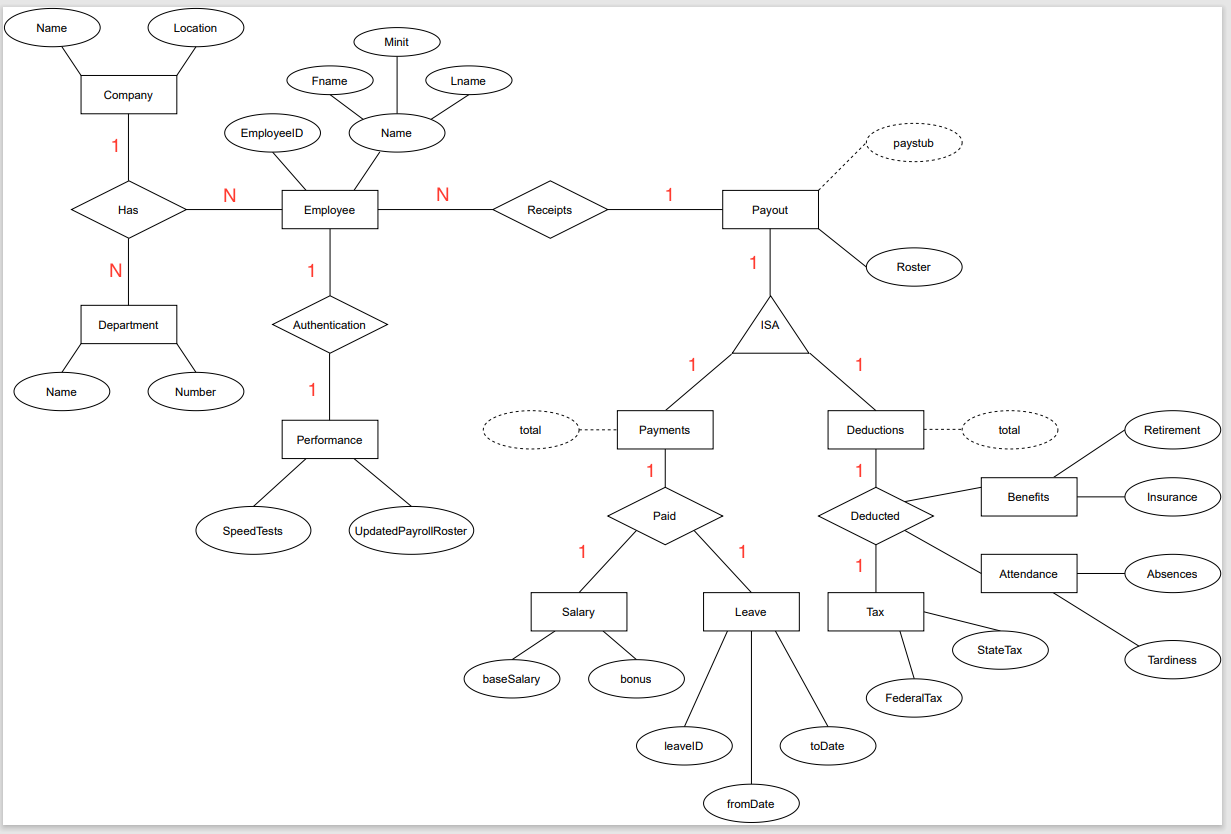 Name
Location
Minit
Fname
Lname
Company
EmployeeID
Name
paystub
1
N
N
1
Has
Employee
Receipts
Payout
N
1
1
Roster
Department
Authentication
ISA
1
1
Name
Number
1
total
Payments
Deductions
total
Retirement
Performance
1
1
Benefits
Insurance
SpeedTests
UpdatedPayrollRoster
Paid
Deducted
1
1
1
Attendance
Absences
Salary
Leave
Tax
StateTax
Tardiness
baseSalary
bonus
FederalTax
leaveID
toDate
fromDate